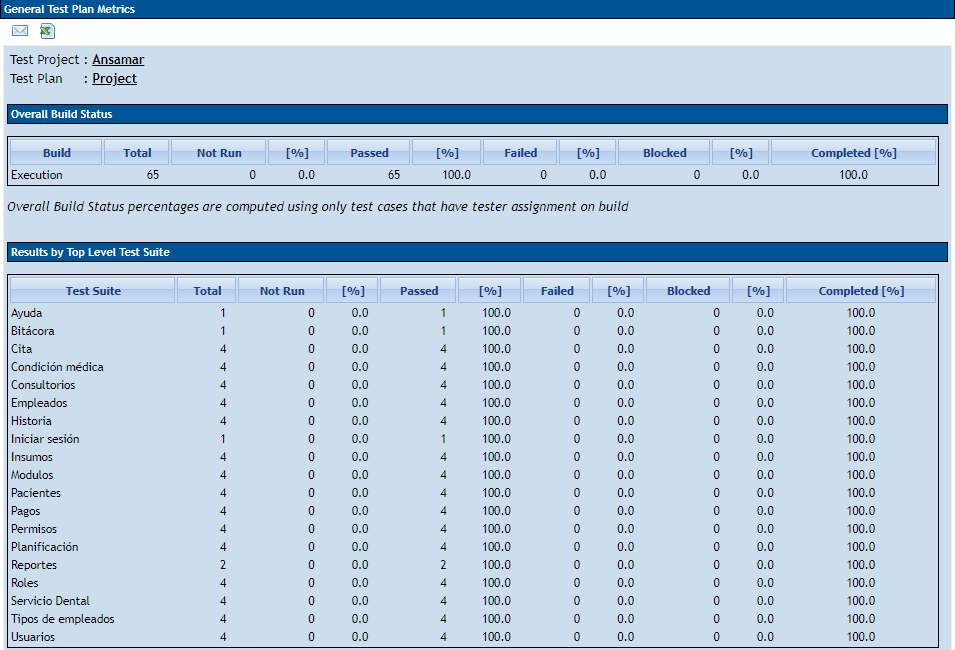 General Test Plan Metrics
Test Project : Ansamar
Test Plan : Project
Overall Build Status
Build Total Not Run [%] Passed [%] Failed [%] Blocked [%] Completed [%]
Execution 65 0 0.0 65 100.0 0 0.0 0 0.0 100.0
Overall Build Status percentages are computed using only test cases that have tester assignment on build
Results by Top Level Test Suite
Test Suite Total Not Run [%] Passed [%] Failed [%] Blocked [%] Completed [%]
Ayuda 1 0 0.0 1 100.0 0 0.0 0 0.0 100.0
Bitácora 1 0 0.0 1 100.0 0 0.0 0 0.0 100.0
Cita 4 0 0.0 4 100.0 0 0.0 0 0.0 100.0
Condición médica 4 0 0.0 4 100.0 0 0.0 0 0.0 100.0
Consultorios 4 0 0.0 4 100.0 0 0.0 0 0.0 100.0
Empleados 4 0 0.0 4 100.0 0 0.0 0 0.0 100.0
Historia 4 0 0.0 4 100.0 0 0.0 0 0.0 100.0
Iniciar sesión 1 0 0.0 1 100.0 0 0.0 0 0.0 100.0
Insumos 4 0 0.0 4 100.0 0 0.0 0 0.0 100.0
Modulos 4 0 0.0 4 100.0 0 0.0 0 0.0 100.0
Pacientes 4 0 0.0 4 100.0 0 0.0 0 0.0 100.0
Pagos 4 0 0.0 4 100.0 0 0.0 0 0.0 100.0
Permisos 4 0 0.0 4 100.0 0 0.0 0 0.0 100.0
Planificación 4 0 0.0 4 100.0 0 0.0 0 0.0 100.0
Reportes 2 0 0.0 2 100.0 0 0.0 0 0.0 100.0
Roles 4 0 0.0 4 100.0 0 0.0 0 0.0 100.0
Servicio Dental 4 0 0.0 4 100.0 0 0.0 0 0.0 100.0
Tipos de empleados 4 0 0.0 4 100.0 0 0.0 0 0.0 100.0
Usuarios 4 0 0.0 4 100.0 0 0.0 0 0.0 100.0